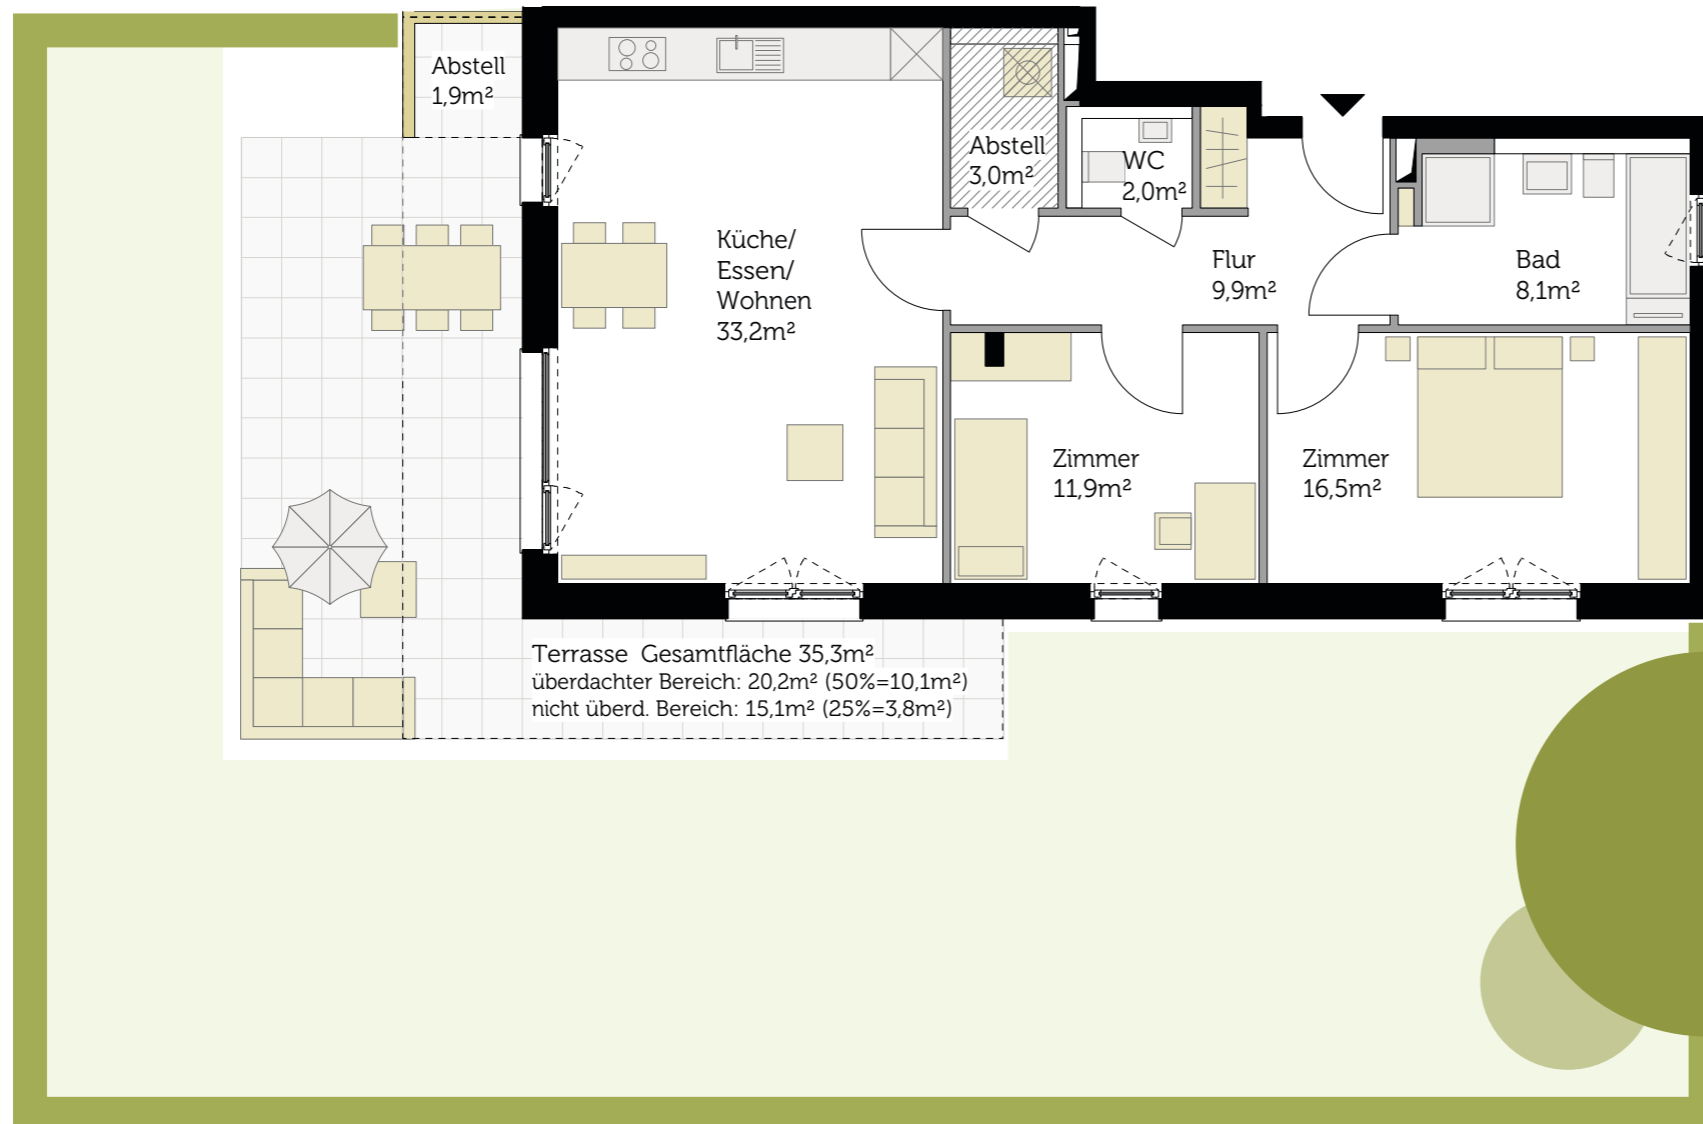 Abstell
1,9m²
Abstell
3,0m²
WC
2,0m²
Küche/
Essen/
Wohnen
33,2m²
Flur
9,9m²
Bad
8,1m²
Zimmer
11,9m²
Zimmer
16,5m²
Terrasse Gesamtfläche 35,3m²
überdachter Bereich: 20,2m² (50%=10,1m²)
nicht überd. Bereich: 15,1m² (25%=3,8m²)